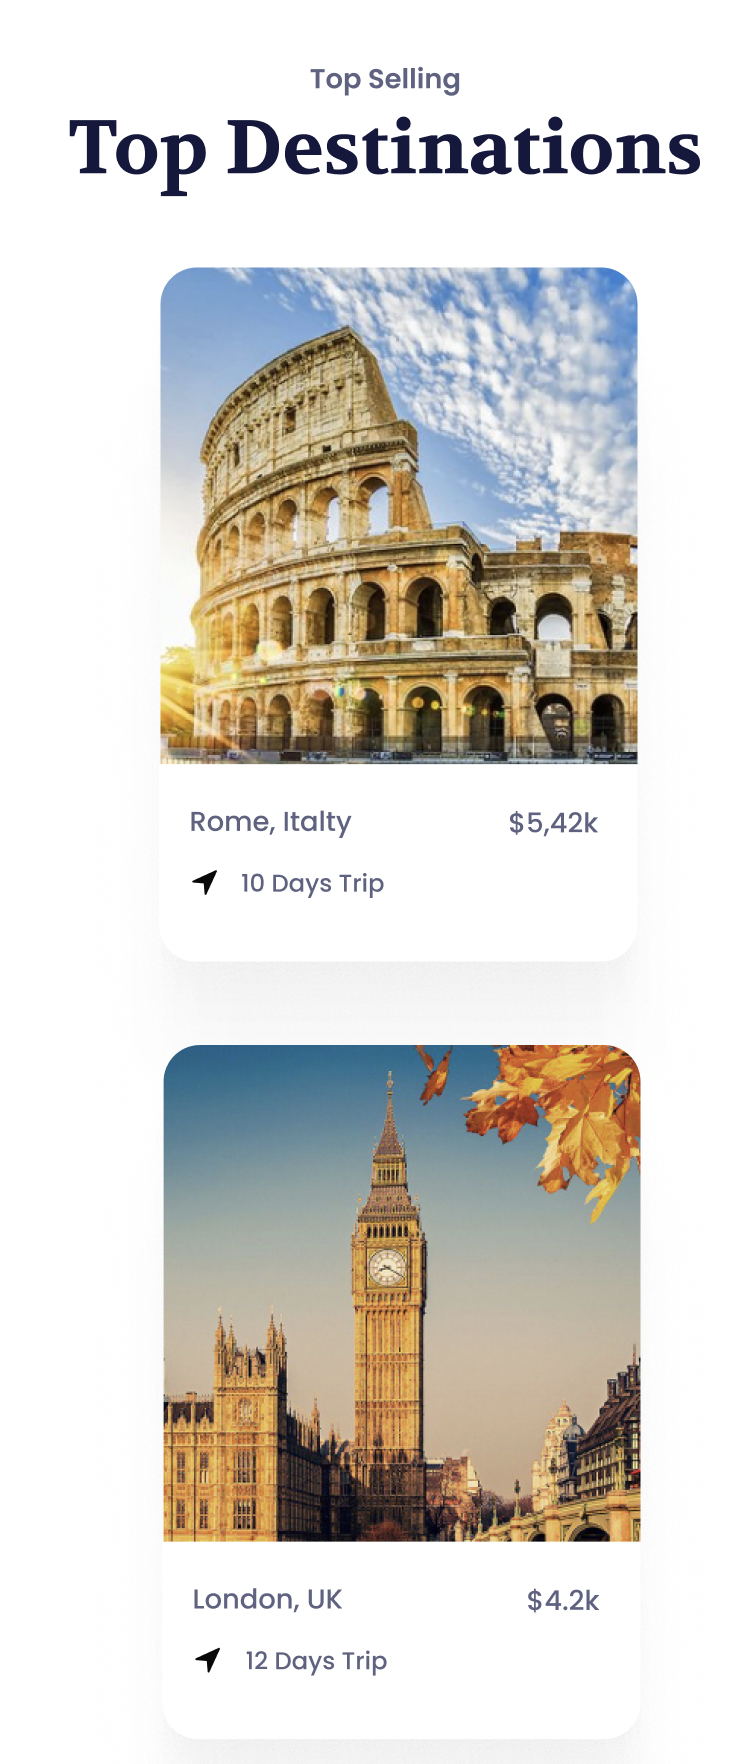 Top Selling
Top Destinations
Rome, Italty
$5,42k
10 Days Trip
London, UK
$4.2k
12 Days Trip